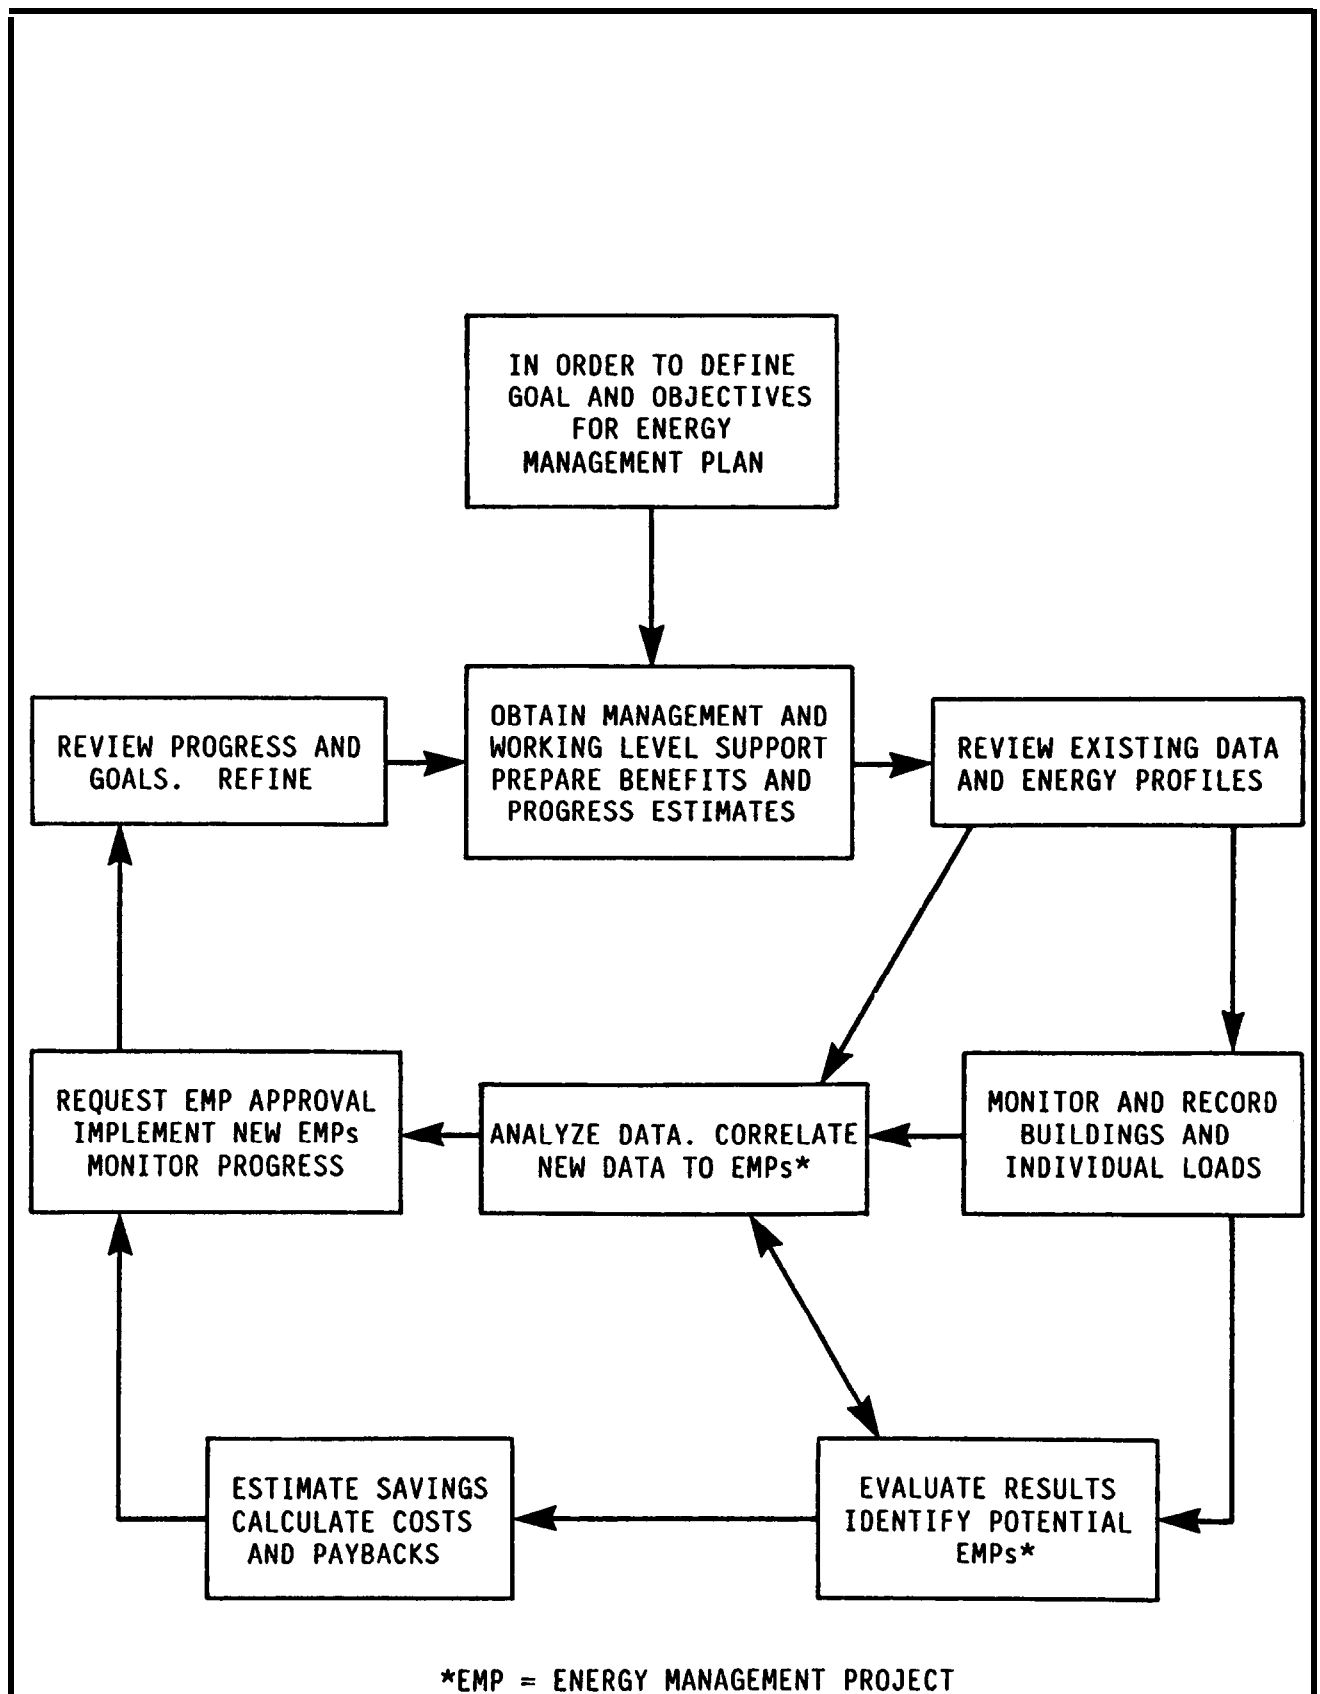 IN ORDER TO DEFINE
GOAL AND OBJECTIVES
FOR ENERGY
MANAGEMENT PLAN
REVIEW PROGRESS AND
GOALS. REFINE
OBTAIN MANAGEMENT AND
WORKING LEVEL SUPPORT
PREPARE BENEFITS AND
PROGRESS ESTIMATES
REVIEW EXISTING DATA
AND ENERGY PROFILES
REQUEST EMP APPROVAL
IMPLEMENT NEW EMPs
MONITOR PROGRESS
ANALYZE DATA. CORRELATE
NEW DATA TO EMPs*
MONITOR AND RECORD
BUILDINGS AND
INDIVIDUAL LOADS
ESTIMATE SAVINGS
CALCULATE COSTS
AND PAYBACKS
EVALUATE RESULTS
IDENTIFY POTENTIAL
EMPs*
*EMP = ENERGY MANAGEMENT PROJECT